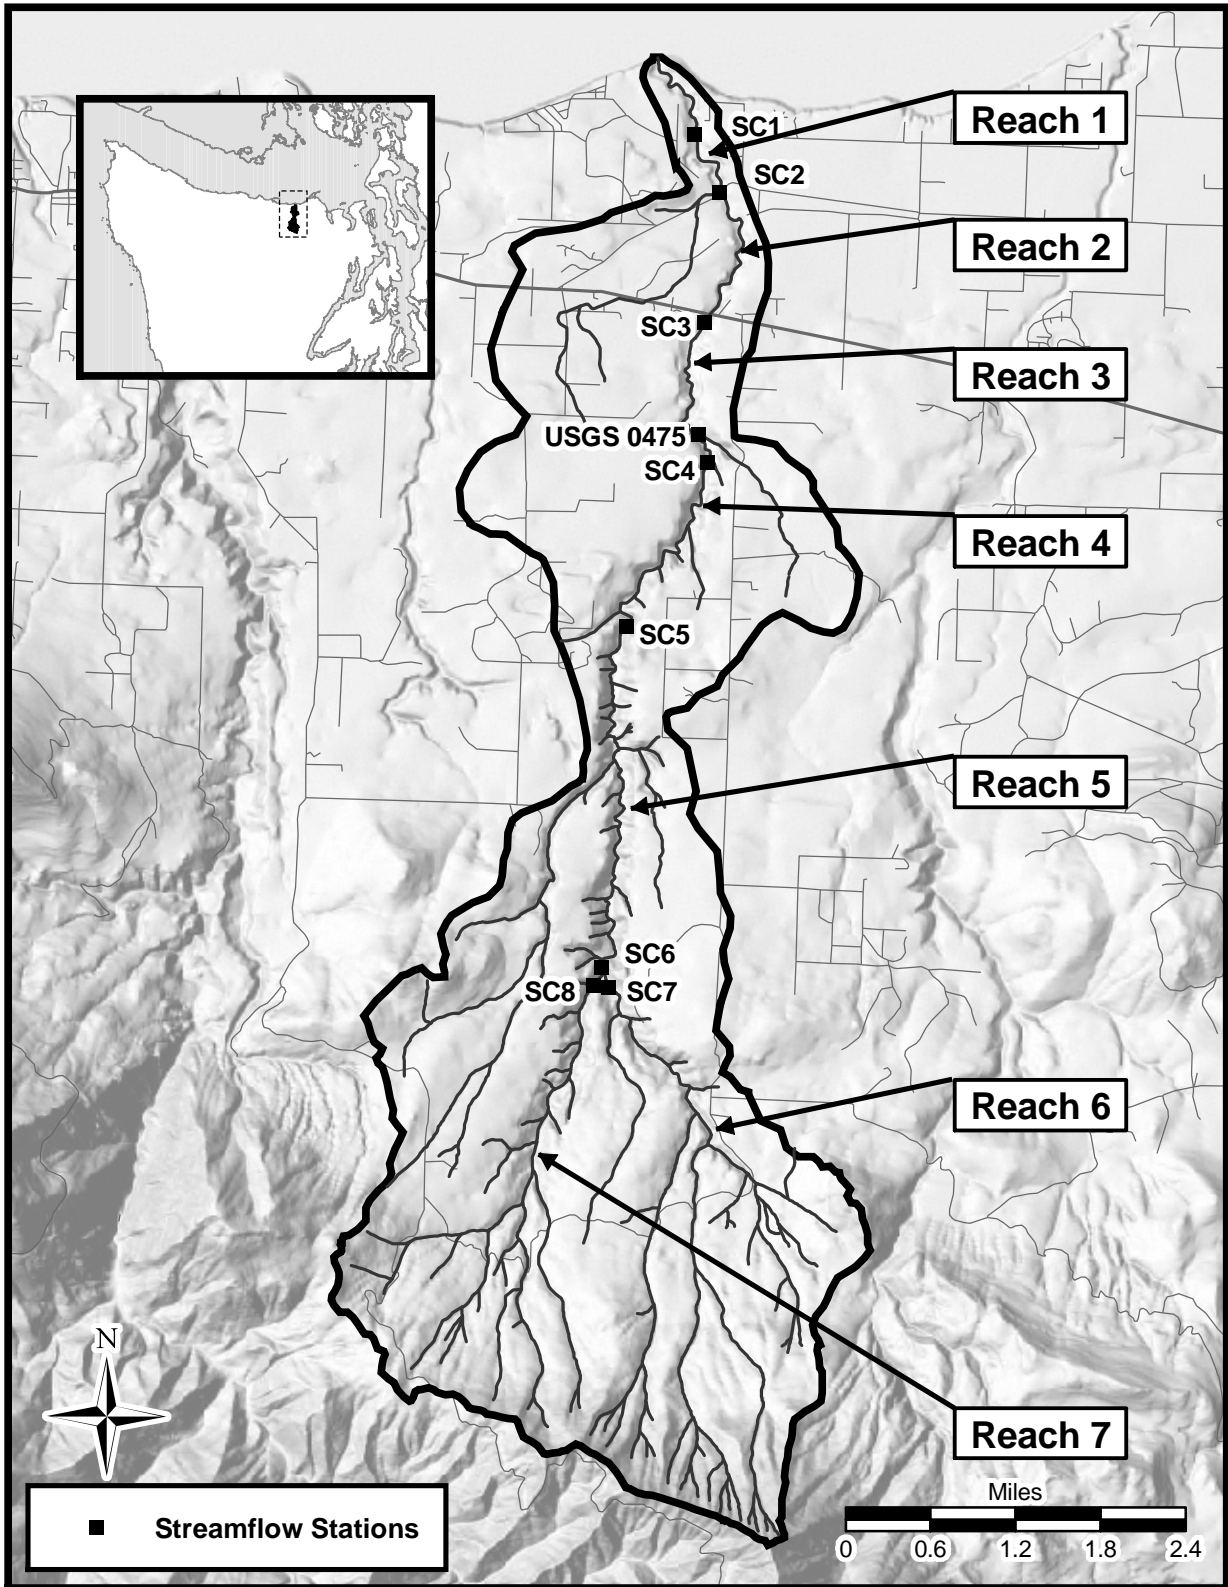 SC1
Reach 1
SC2
Reach 2
SC3
Reach 3
USGS 0475
SC4
Reach 4
SC5
Reach 5
SC6
SC8
SC7
Reach 6
N
Reach 7
Miles
Streamflow Stations
0 0.6 1.2 1.8 2.4